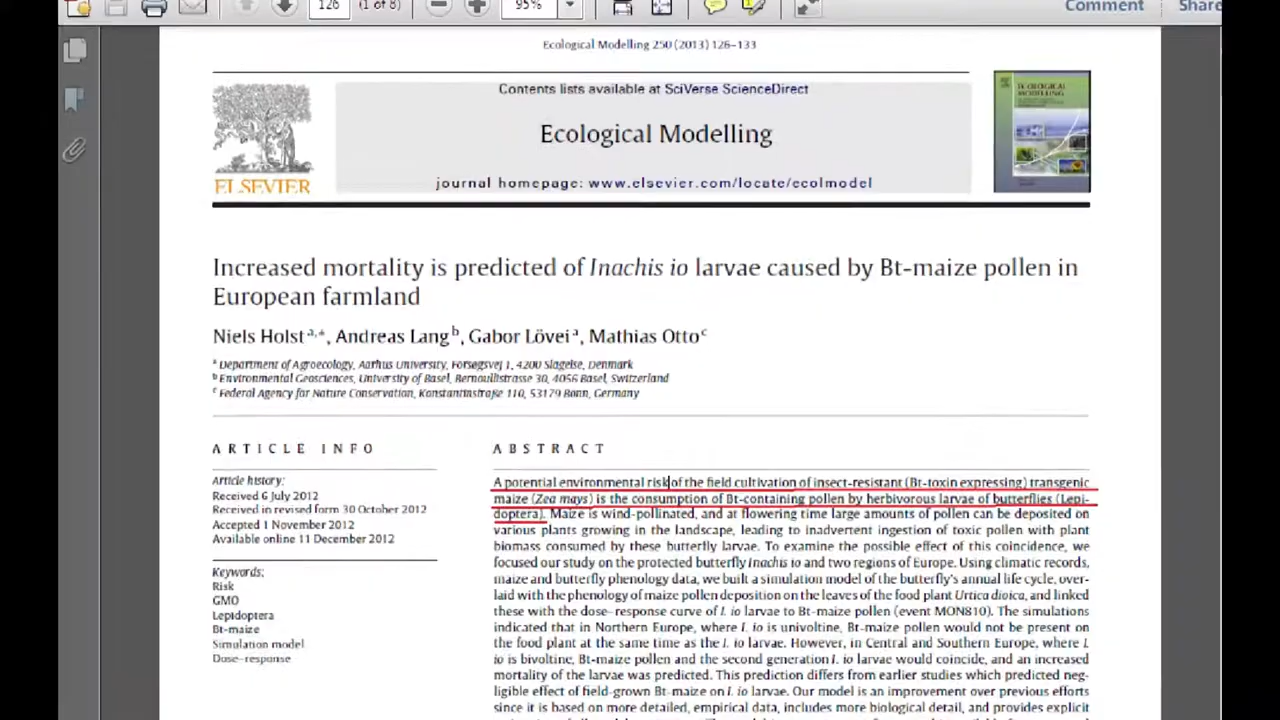 126
(1 of 8)
95%
Comment
Share
Ecological Modelling 250 (2013) 126–133
Contents lists available at SciVerse ScienceDirect
Ecological Modelling
journal homepage: www.elsevier.com/locate/ecolmodel
ELSEVIER
ECOLOGICAL MODELLING
Increased mortality is predicted of Inachis io larvae caused by Bt-maize pollen in
European farmland
Niels Holst a,*, Andreas Lang b, Gabor Lövei a, Mathias Otto c
a Department of Agroecology, Aarhus University, Forsøgsvej 1, 4200 Slagelse, Denmark
b Environmental Geosciences, University of Basel, Bernoullistrasse 30, 4056 Basel, Switzerland
c Federal Agency for Nature Conservation, Konstantinstraße 110, 53179 Bonn, Germany
ARTICLE INFO
Article history:
Received 6 July 2012
Received in revised form 30 October 2012
Accepted 1 November 2012
Available online 11 December 2012
Keywords:
Risk
GMO
Lepidoptera
Bt-maize
Simulation model
Dose–response
ABSTRACT
A potential environmental risk of the field cultivation of insect-resistant (Bt-toxin expressing) transgenic
maize (Zea mays) is the consumption of Bt-containing pollen by herbivorous larvae of butterflies (Lepi-
doptera). Maize is wind-pollinated, and at flowering time large amounts of pollen can be deposited on
various plants growing in the landscape, leading to inadvertent ingestion of toxic pollen with plant
biomass consumed by these butterfly larvae. To examine the possible effect of this coincidence, we
focused our study on the protected butterfly Inachis io and two regions of Europe. Using climatic records,
maize and butterfly phenology data, we built a simulation model of the butterfly's annual life cycle, over-
laid with the phenology of maize pollen deposition on the leaves of the food plant Urtica dioica, and linked
these with the dose–response curve of I. io larvae to Bt-maize pollen (event MON810). The simulations
indicated that in Northern Europe, where I. io is univoltine, Bt-maize pollen would not be present on
the food plant at the same time as the I. io larvae. However, in Central and Southern Europe, where I.
io is bivoltine, Bt-maize pollen and the second generation I. io larvae would coincide, and an increased
mortality of the larvae was predicted. This prediction differs from earlier studies which predicted neg-
ligible effect of field-grown Bt-maize on I. io larvae. Our model is an improvement over previous efforts
since it is based on more detailed, empirical data, includes more biological detail, and provides explicit